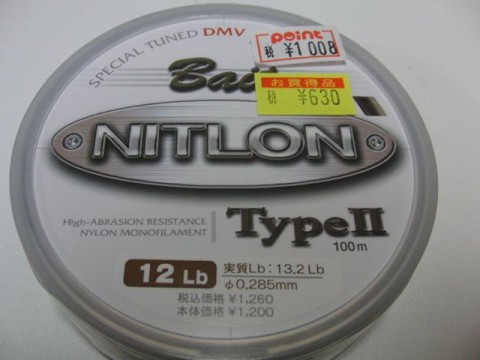 SPECIAL TUNED DMV
point
税 ¥1008
Bait
お買得品
税 ¥630
NITLON
High-ABRASION RESISTANCE
NYLON MONOFILAMENT
Type II
100m
12 Lb
実質Lb:13.2 Lb
φ0.285mm
税込価格 ¥1,260
本体価格 ¥1,200